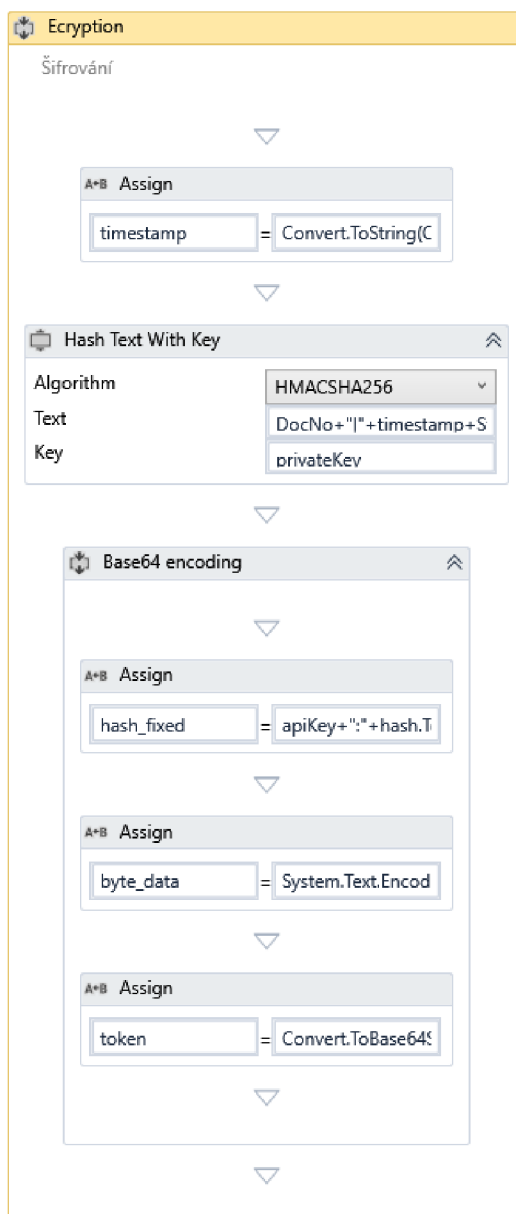 Ecryption
Šifrování
A+B Assign
timestamp = Convert.ToString(C
Hash Text With Key
Algorithm HMACSHA256
Text DocNo+"|"+timestamp+S
Key privateKey
Base64 encoding
A+B Assign
hash_fixed = apiKey+":"+hash.T
A+B Assign
byte_data = System.Text.Encod
A+B Assign
token = Convert.ToBase64S